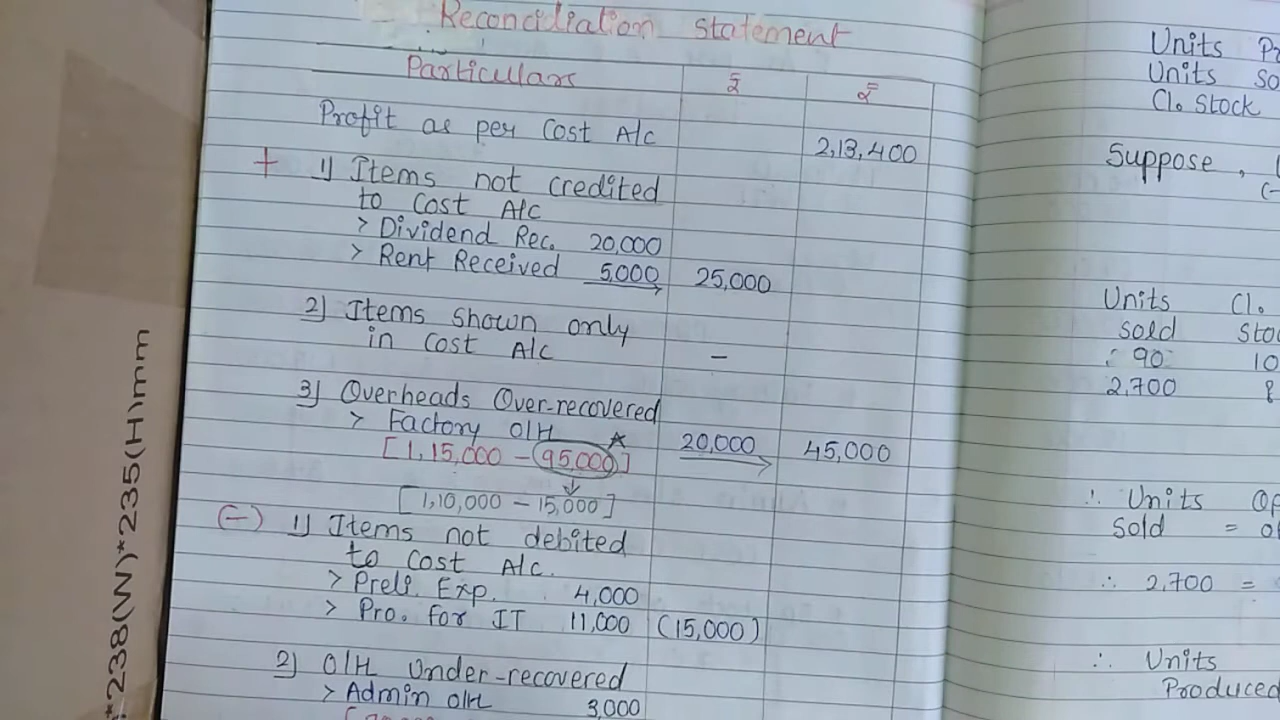 Reconciliation Statement
Particulars ₹ ₹
Profit as per Cost A/c 2,13,400
+ 1) Items not credited
to Cost A/c
> Dividend Rec. 20,000
> Rent Received 5,000 25,000
2) Items shown only
in Cost A/c –
3) Overheads Over-recovered
> Factory O/H 20,000 45,000
[1,15,000 – 95,000]
[1,10,000 – 15,000]
(–) 1) Items not debited
to Cost A/c.
> Preli. Exp. 4,000
> Pro. for IT 11,000 (15,000)
2) O/H Under-recovered
> Admin O/H 3,000
Units
Units
Cl. Stock
Suppose,
Units Cl.
Sold
90 10
2,700
∴ Units
Sold =
∴ 2,700 =
∴ Units
Produced
*238(W)*235(H)mm